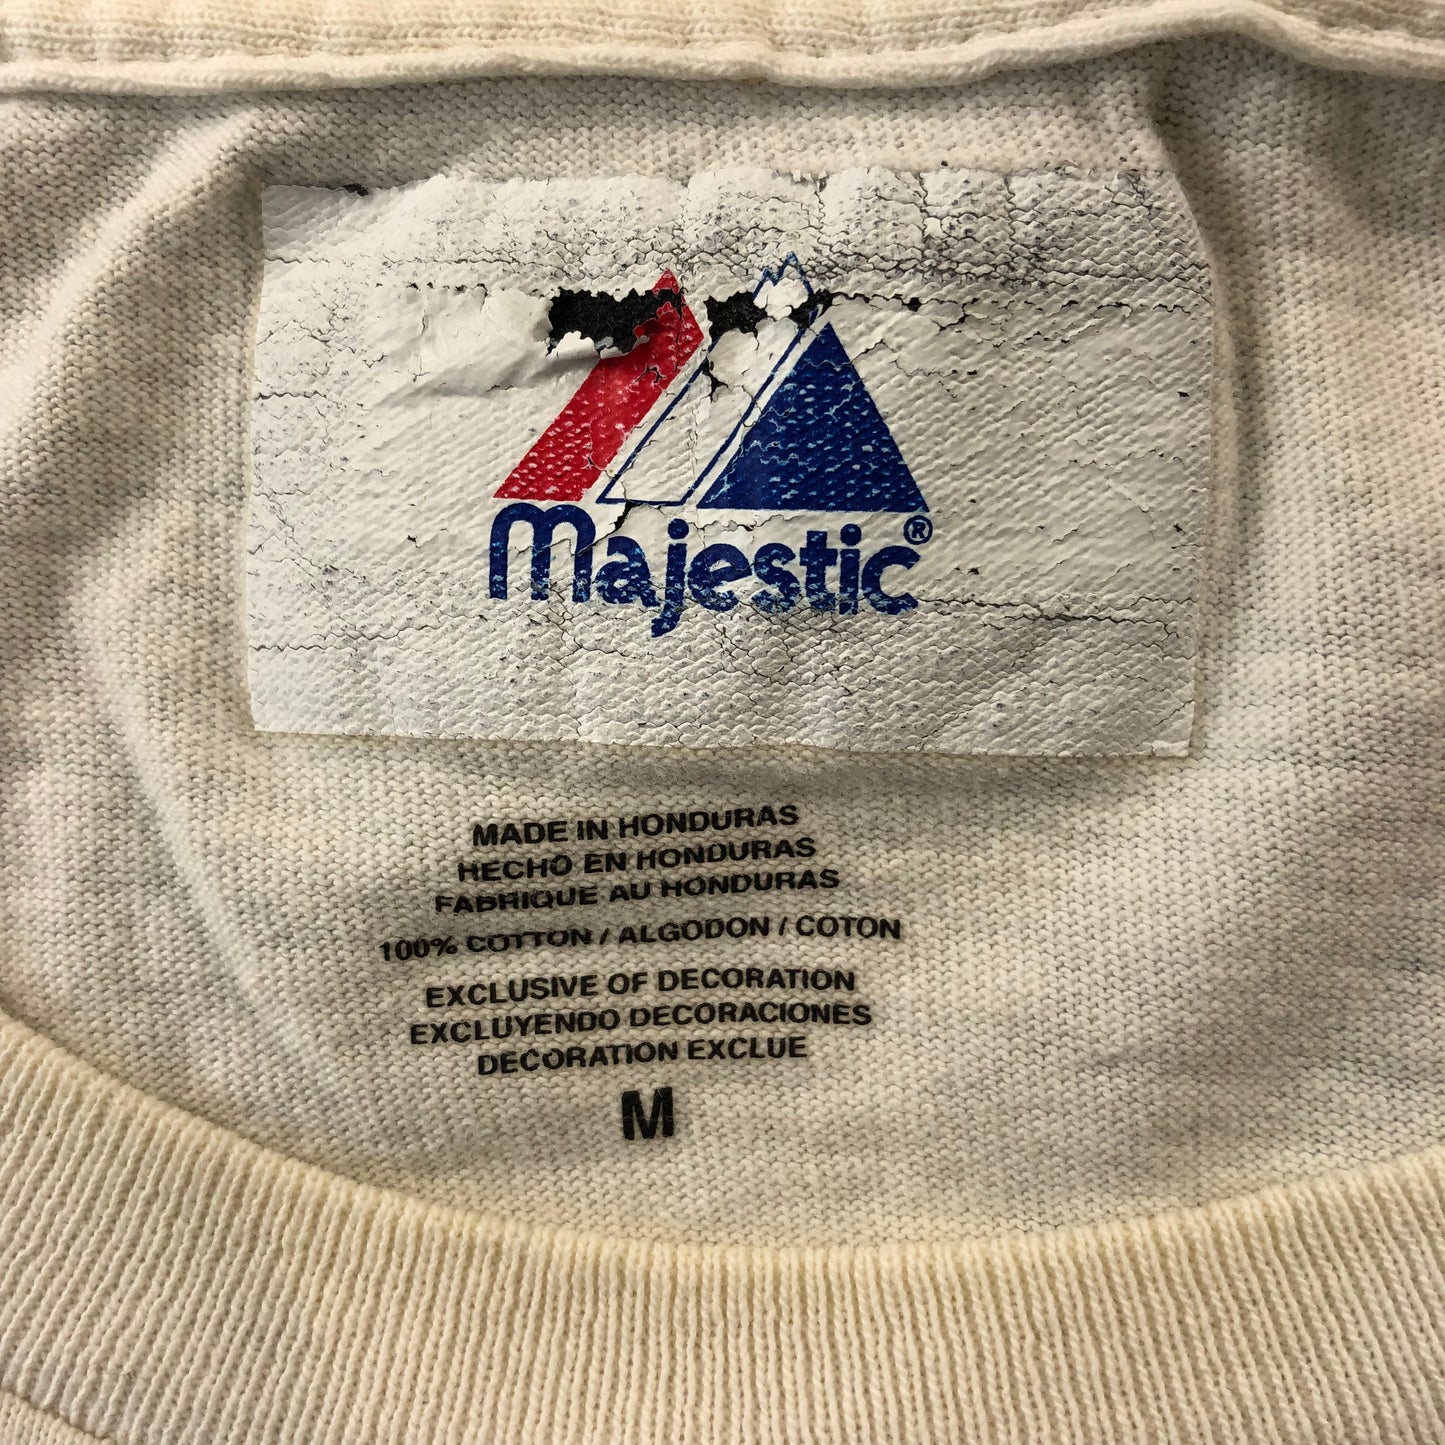 Majestic®
MADE IN HONDURAS
HECHO EN HONDURAS
FABRIQUE AU HONDURAS
100% COTTON / ALGODON / COTON
EXCLUSIVE OF DECORATION
EXCLUYENDO DECORACIONES
DECORATION EXCLUE
M